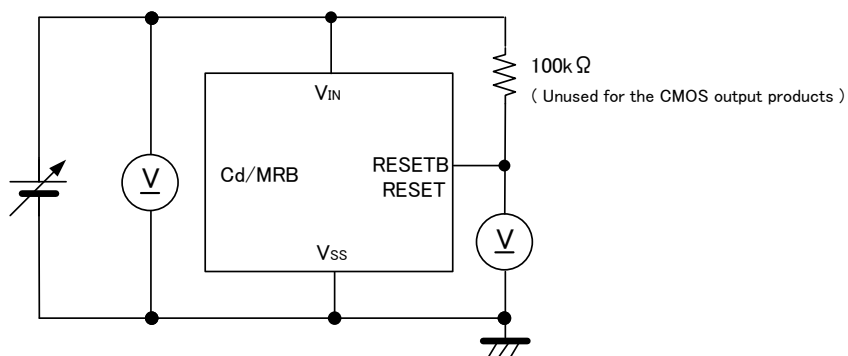 100kΩ
VIN
( Unused for the CMOS output products )
Cd/MRB
RESETB
RESET
V
V
VSS